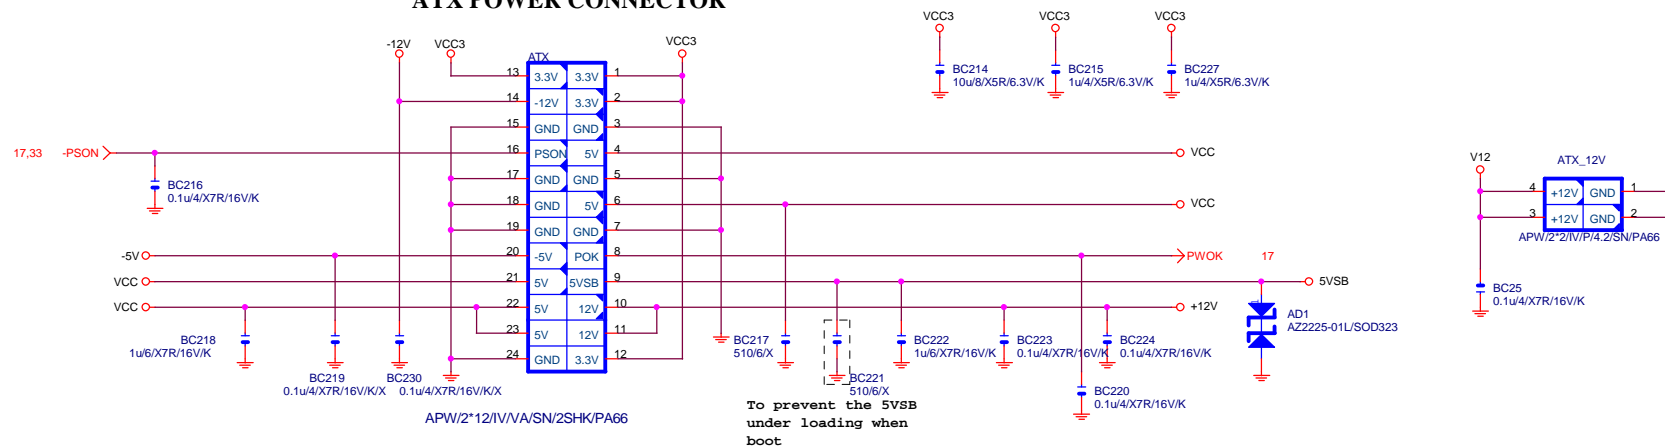 ATX POWER CONNECTOR
VCC3 VCC3 VCC3
BC214 BC215 BC227
10u/8/X5R/6.3V/K 1u/4/X5R/6.3V/K 1u/4/X5R/6.3V/K
-12V VCC3 VCC3
ATX
13 3.3V 3.3V 1
14 -12V 3.3V 2
15 GND GND 3
17,33 -PSON 16 PSON 5V 4 VCC
17 GND GND 5
BC216
0.1u/4/X7R/16V/K
18 GND 5V 6 VCC
19 GND GND 7
-5V 20 -5V POK 8 PWOK 17
VCC 21 5V 5VSB 9 5VSB
VCC 22 5V 12V 10 +12V
23 5V 12V 11
24 GND 3.3V 12
BC218
1u/6/X7R/16V/K
BC219
0.1u/4/X7R/16V/K/X
BC230
0.1u/4/X7R/16V/K/X
APW/2*12/IV/VA/SN/2SHK/PA66
BC217
510/6/X
BC221
510/6/X
To prevent the 5VSB
under loading when
boot
BC222
1u/6/X7R/16V/K
BC223
0.1u/4/X7R/16V/K
BC224
0.1u/4/X7R/16V/K
BC220
0.1u/4/X7R/16V/K
AD1
AZ2225-01L/SOD323
V12 ATX_12V
4 +12V GND 1
3 +12V GND 2
APW/2*2/IV/P/4.2/SN/PA66
BC25
0.1u/4/X7R/16V/K